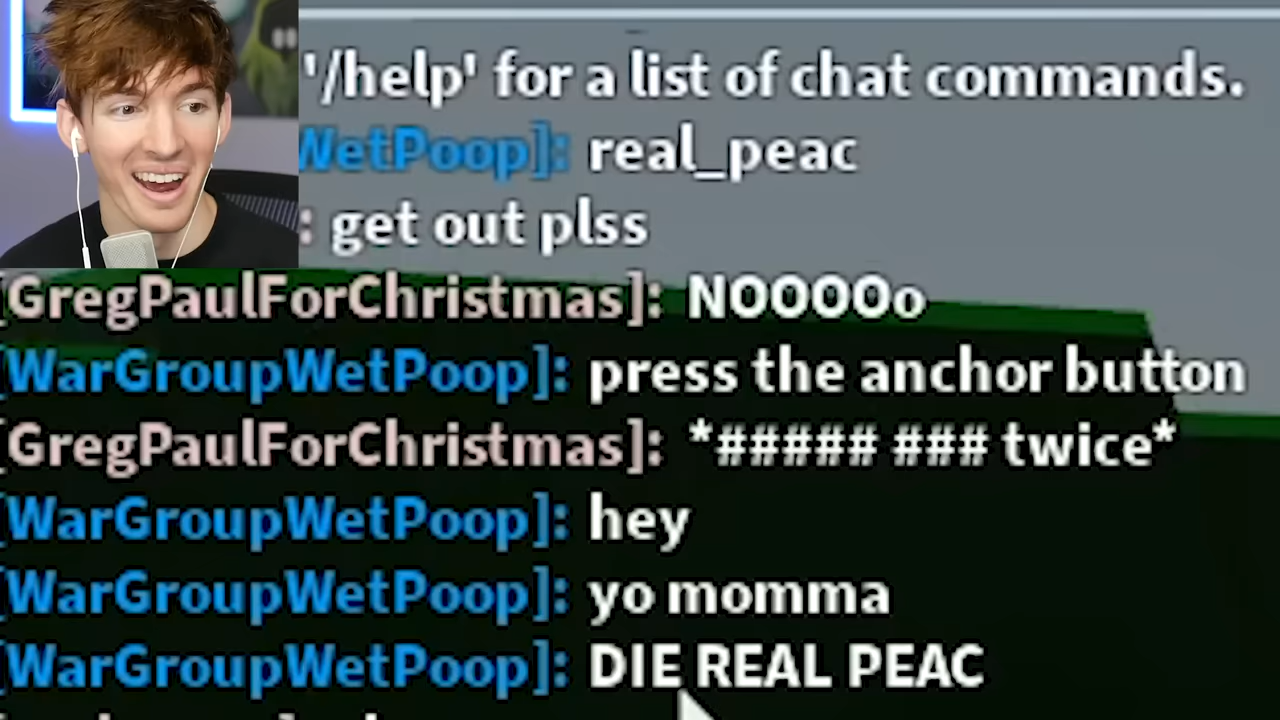 '/help' for a list of chat commands.
WetPoop]: real_peac
: get out plss
[GregPaulForChristmas]: NOOOOo
[WarGroupWetPoop]: press the anchor button
[GregPaulForChristmas]: *##### ### twice*
[WarGroupWetPoop]: hey
[WarGroupWetPoop]: yo momma
[WarGroupWetPoop]: DIE REAL PEAC